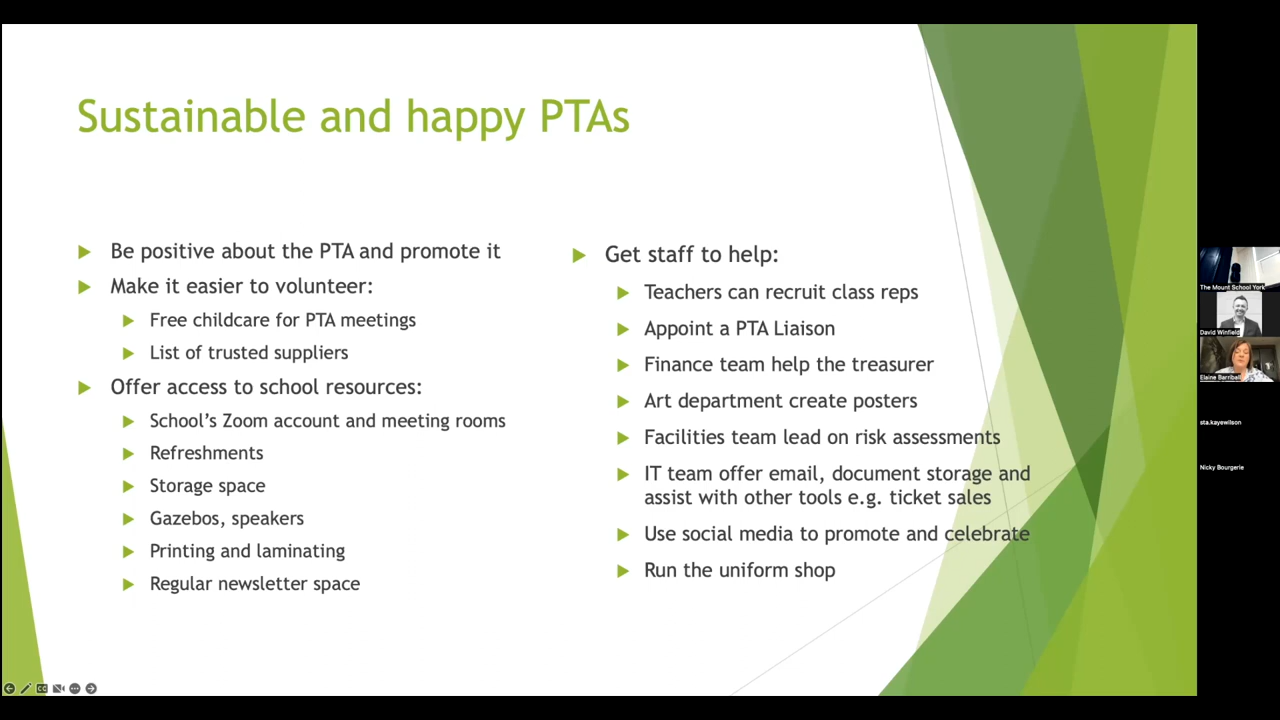 Sustainable and happy PTAs
Be positive about the PTA and promote it
Make it easier to volunteer:
Free childcare for PTA meetings
List of trusted suppliers
Offer access to school resources:
School's Zoom account and meeting rooms
Refreshments
Storage space
Gazebos, speakers
Printing and laminating
Regular newsletter space
Get staff to help:
Teachers can recruit class reps
Appoint a PTA Liaison
Finance team help the treasurer
Art department create posters
Facilities team lead on risk assessments
IT team offer email, document storage and
assist with other tools e.g. ticket sales
Use social media to promote and celebrate
Run the uniform shop
The Mount School York
David Winfield
Elaine Barriball
sta.kayewilson
Nicky Bourgerie
CC